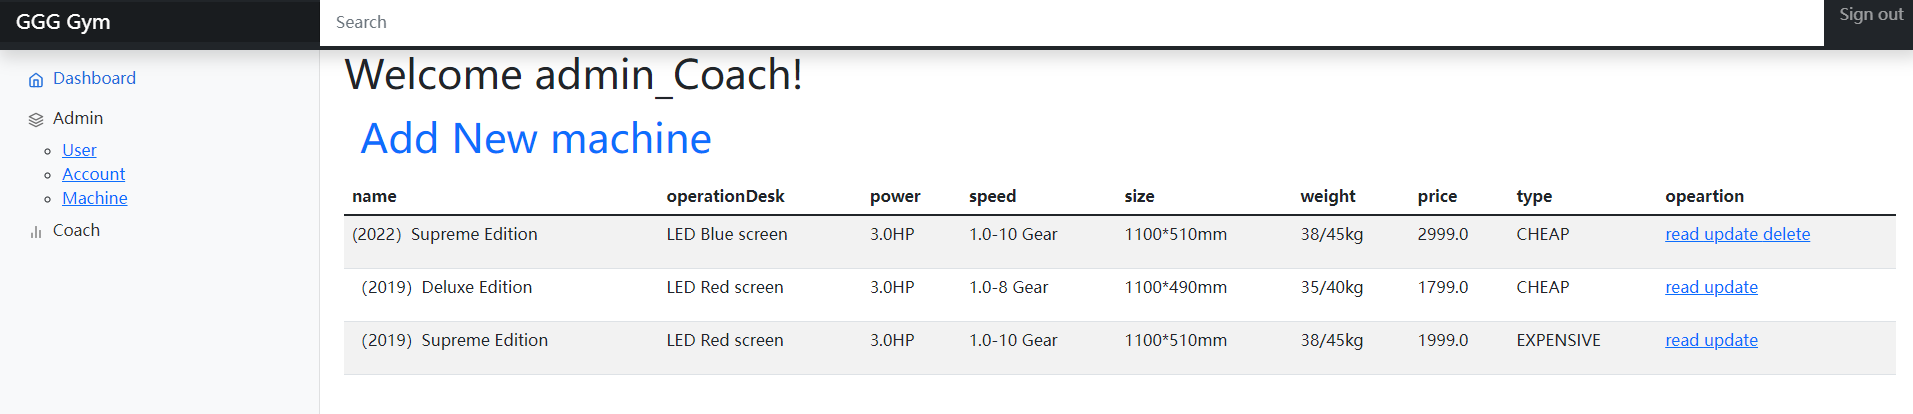 GGG Gym Search Sign out
Dashboard
Admin
User
Account
Machine
Coach
Welcome admin_Coach!
Add New machine
name operationDesk power speed size weight price type opeartion
(2022) Supreme Edition LED Blue screen 3.0HP 1.0-10 Gear 1100*510mm 38/45kg 2999.0 CHEAP read update delete
(2019) Deluxe Edition LED Red screen 3.0HP 1.0-8 Gear 1100*490mm 35/40kg 1799.0 CHEAP read update
(2019) Supreme Edition LED Red screen 3.0HP 1.0-10 Gear 1100*510mm 38/45kg 1999.0 EXPENSIVE read update